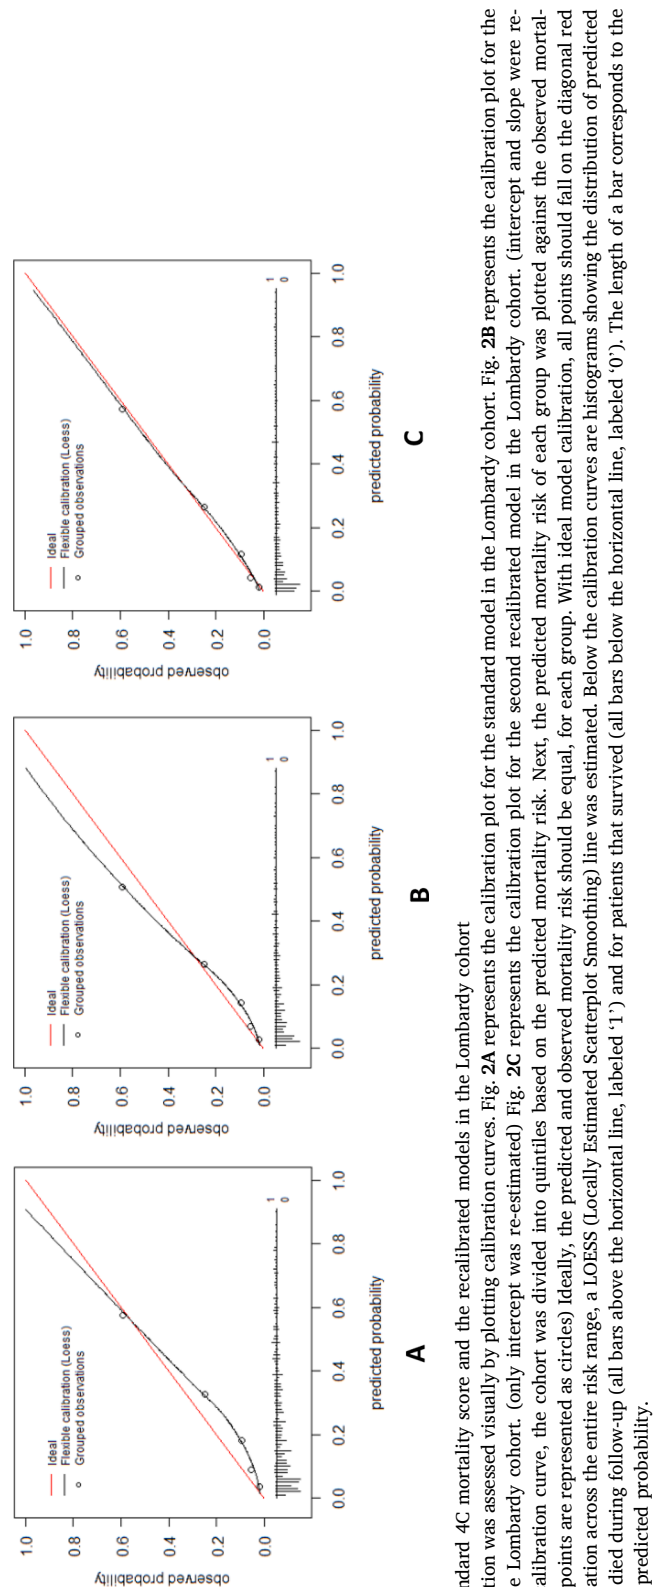 1.0
0.8
0.6
0.4
0.2
0.0
observed probability
Ideal
Flexible calibration (Loess)
Grouped observations
1
0
0.0
0.2
0.4
0.6
0.8
1.0
predicted probability
A
1.0
0.8
0.6
0.4
0.2
0.0
observed probability
Ideal
Flexible calibration (Loess)
Grouped observations
1
0
0.0
0.2
0.4
0.6
0.8
1.0
predicted probability
B
1.0
0.8
0.6
0.4
0.2
0.0
observed probability
Ideal
Flexible calibration (Loess)
Grouped observations
1
0
0.0
0.2
0.4
0.6
0.8
1.0
predicted probability
C
ndard 4C mortality score and the recalibrated models in the Lombardy cohort
tion was assessed visually by plotting calibration curves. Fig. 2A represents the calibration plot for the standard model in the Lombardy cohort. Fig. 2B represents the calibration plot for the
e Lombardy cohort. (only intercept was re-estimated) Fig. 2C represents the calibration plot for the second recalibrated model in the Lombardy cohort. (intercept and slope were re-
alibration curve, the cohort was divided into quintiles based on the predicted mortality risk. Next, the predicted mortality risk of each group was plotted against the observed mortal-
points are represented as circles) Ideally, the predicted and observed mortality risk should be equal, for each group. With ideal model calibration, all points should fall on the diagonal red
ation across the entire risk range, a LOESS (Locally Estimated Scatterplot Smoothing) line was estimated. Below the calibration curves are histograms showing the distribution of predicted
died during follow-up (all bars above the horizontal line, labeled ‘1’) and for patients that survived (all bars below the horizontal line, labeled ‘0’). The length of a bar corresponds to the
predicted probability.